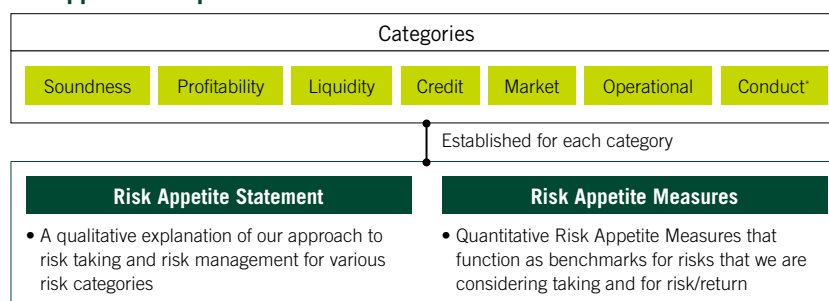 Categories
Soundness Profitability Liquidity Credit Market Operational Conduct*
Established for each category
Risk Appetite Statement
• A qualitative explanation of our approach to
risk taking and risk management for various
risk categories
Risk Appetite Measures
• Quantitative Risk Appetite Measures that
function as benchmarks for risks that we are
considering taking and for risk/return